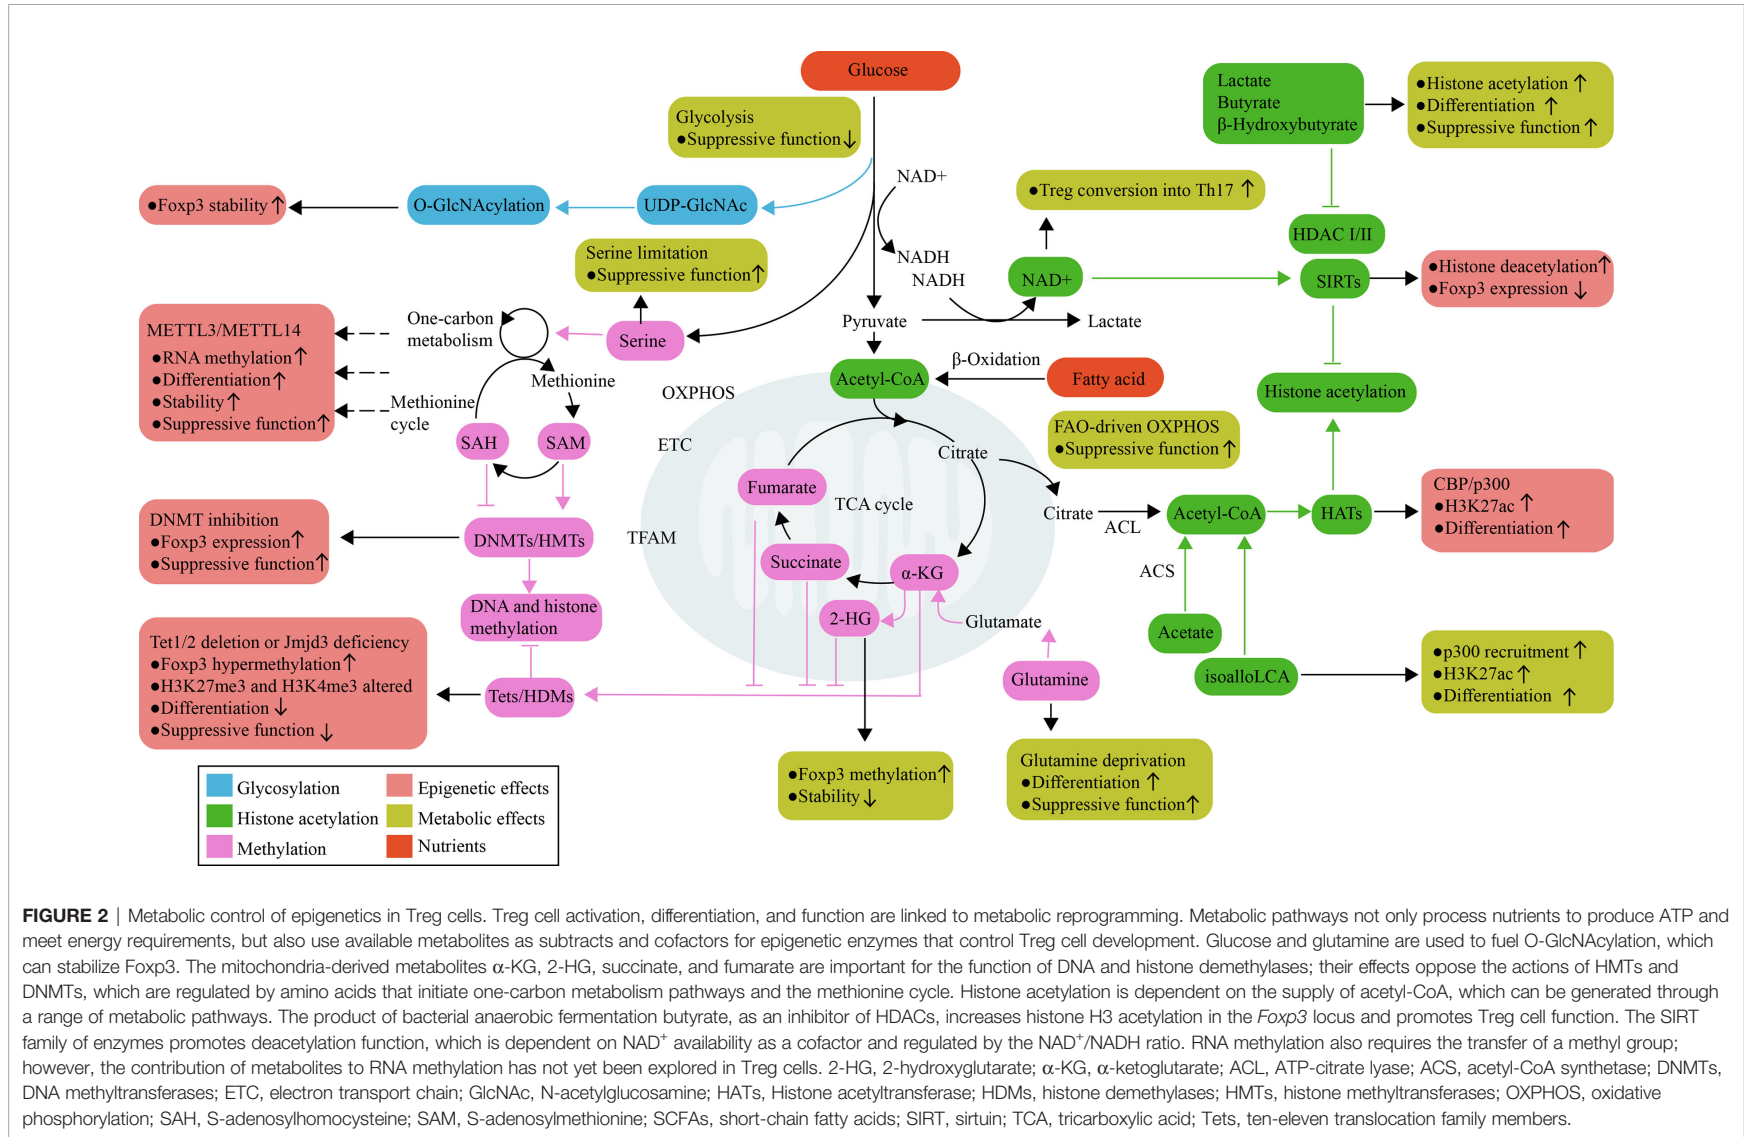 Glucose
Glycolysis
●Suppressive function↓
NAD+
●Foxp3 stability↑
O-GlcNAcylation
UDP-GlcNAc
NADH
Serine limitation
●Suppressive function↑
Lactate
Butyrate
β-Hydroxybutyrate
●Histone acetylation ↑
●Differentiation ↑
●Suppressive function↑
●Treg conversion into Th17 ↑
HDAC I/II
NADH
NAD+
SIRTs
●Histone deacetylation↑
●Foxp3 expression ↓
METTL3/METTL14
●RNA methylation↑
●Differentiation↑
●Stability↑
●Suppressive function↑
One-carbon
metabolism
Serine
Pyruvate
Lactate
Methionine
Methionine
cycle
SAH
SAM
OXPHOS
ETC
TFAM
Acetyl-CoA
β-Oxidation
Fatty acid
FAO-driven OXPHOS
●Suppressive function↑
Histone acetylation
Citrate
Fumarate
TCA cycle
Succinate
α-KG
2-HG
Glutamate
Citrate
ACL
Acetyl-CoA
HATs
CBP/p300
●H3K27ac ↑
●Differentiation ↑
ACS
Acetate
isoalloLCA
●p300 recruitment ↑
●H3K27ac ↑
●Differentiation ↑
DNMT inhibition
●Foxp3 expression↑
●Suppressive function↑
DNMTs/HMTs
DNA and histone
methylation
Tet1/2 deletion or Jmjd3 deficiency
●Foxp3 hypermethylation↑
●H3K27me3 and H3K4me3 altered
●Differentiation ↓
●Suppressive function ↓
Tets/HDMs
Glutamine
●Foxp3 methylation↑
●Stability↓
Glutamine deprivation
●Differentiation ↑
●Suppressive function↑
Glycosylation
Histone acetylation
Methylation
Epigenetic effects
Metabolic effects
Nutrients
FIGURE 2 | Metabolic control of epigenetics in Treg cells. Treg cell activation, differentiation, and function are linked to metabolic reprogramming. Metabolic pathways not only process nutrients to produce ATP and
meet energy requirements, but also use available metabolites as subtracts and cofactors for epigenetic enzymes that control Treg cell development. Glucose and glutamine are used to fuel O-GlcNAcylation, which
can stabilize Foxp3. The mitochondria-derived metabolites α-KG, 2-HG, succinate, and fumarate are important for the function of DNA and histone demethylases; their effects oppose the actions of HMTs and
DNMTs, which are regulated by amino acids that initiate one-carbon metabolism pathways and the methionine cycle. Histone acetylation is dependent on the supply of acetyl-CoA, which can be generated through
a range of metabolic pathways. The product of bacterial anaerobic fermentation butyrate, as an inhibitor of HDACs, increases histone H3 acetylation in the Foxp3 locus and promotes Treg cell function. The SIRT
family of enzymes promotes deacetylation function, which is dependent on NAD+ availability as a cofactor and regulated by the NAD+/NADH ratio. RNA methylation also requires the transfer of a methyl group;
however, the contribution of metabolites to RNA methylation has not yet been explored in Treg cells. 2-HG, 2-hydroxyglutarate; α-KG, α-ketoglutarate; ACL, ATP-citrate lyase; ACS, acetyl-CoA synthetase; DNMTs,
DNA methyltransferases; ETC, electron transport chain; GlcNAc, N-acetylglucosamine; HATs, Histone acetyltransferase; HDMs, histone demethylases; HMTs, histone methyltransferases; OXPHOS, oxidative
phosphorylation; SAH, S-adenosylhomocysteine; SAM, S-adenosylmethionine; SCFAs, short-chain fatty acids; SIRT, sirtuin; TCA, tricarboxylic acid; Tets, ten-eleven translocation family members.